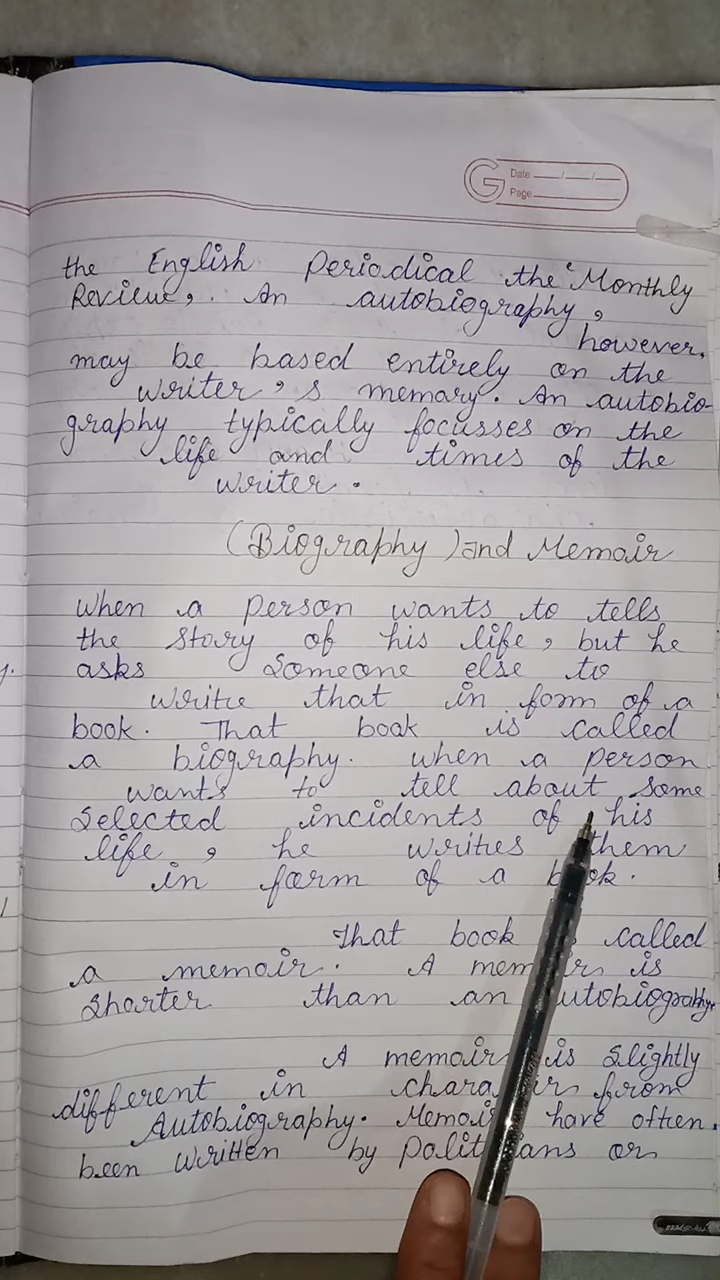 Date ___/___/___
Page
the English Periodical the "Monthly
Review, . An autobiography,
however,
may be based entirely on the
writer's memory. An autobio-
graphy typically focusses on the
life and times of the
writer.
(Biography) and Memoir
When a person wants to tells
the story of his life, but he
asks someone else to
write that in form of a
book. That book is called
a biography. when a person
wants to tell about some
selected incidents of his
life, he writes them
in form of a book.
That book is called
a memoir. A memoir is
Shorter than an autobiography.
A memoir is slightly
different in from
Autobiography. Memoirs have often
been written by politicians or